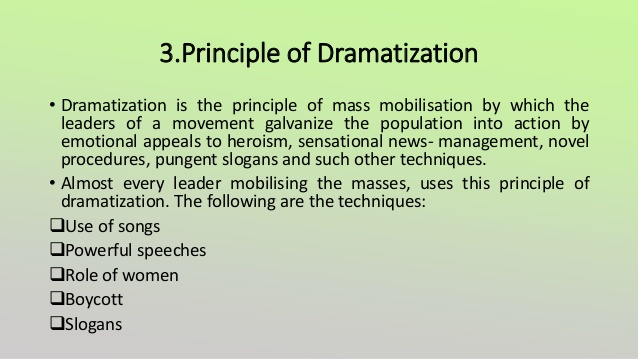 3.Principle of Dramatization
• Dramatization is the principle of mass mobilisation by which the
leaders of a movement galvanize the population into action by
emotional appeals to heroism, sensational news- management, novel
procedures, pungent slogans and such other techniques.
• Almost every leader mobilising the masses, uses this principle of
dramatization. The following are the techniques:
❑Use of songs
❑Powerful speeches
❑Role of women
❑Boycott
❑Slogans